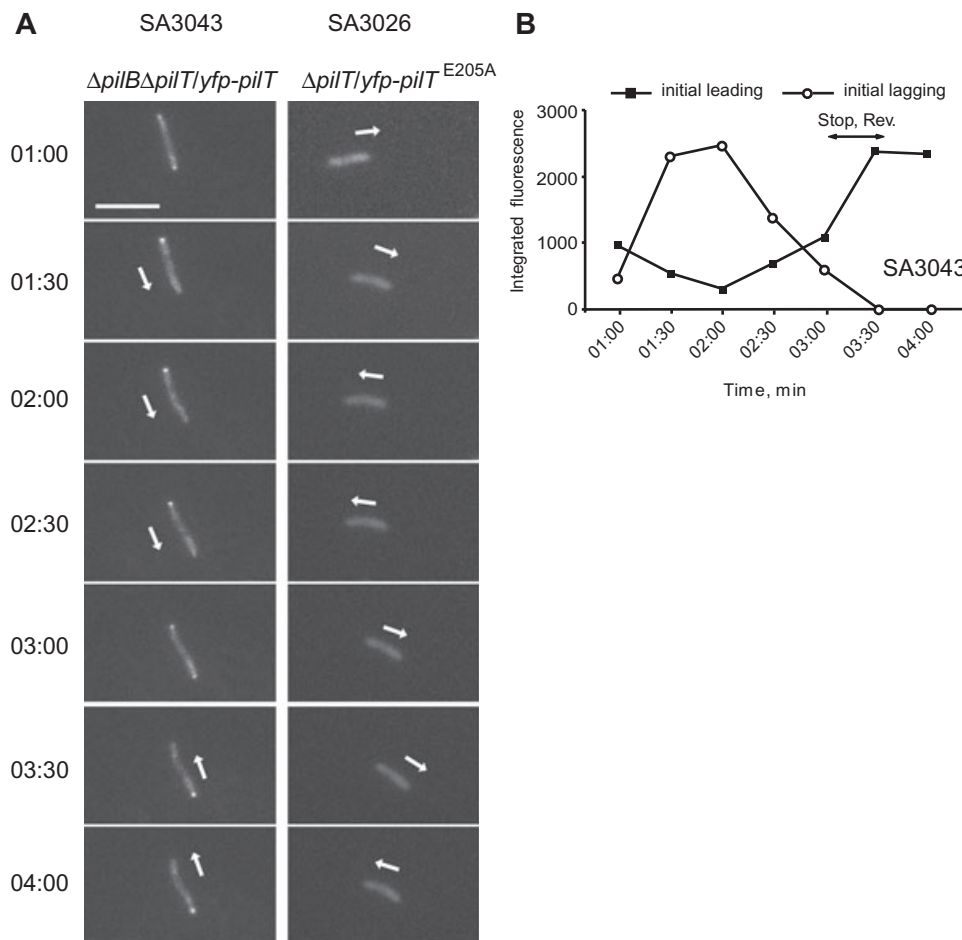 A
SA3043
SA3026
ΔpilBΔpilT/yfp-pilT
ΔpilT/yfp-pilT E205A
01:00
01:30
02:00
02:30
03:00
03:30
04:00
B
initial leading
initial lagging
Stop, Rev.
3000
2000
1000
0
Integrated fluorescence
SA3043
01:00
01:30
02:00
02:30
03:00
03:30
04:00
Time, min